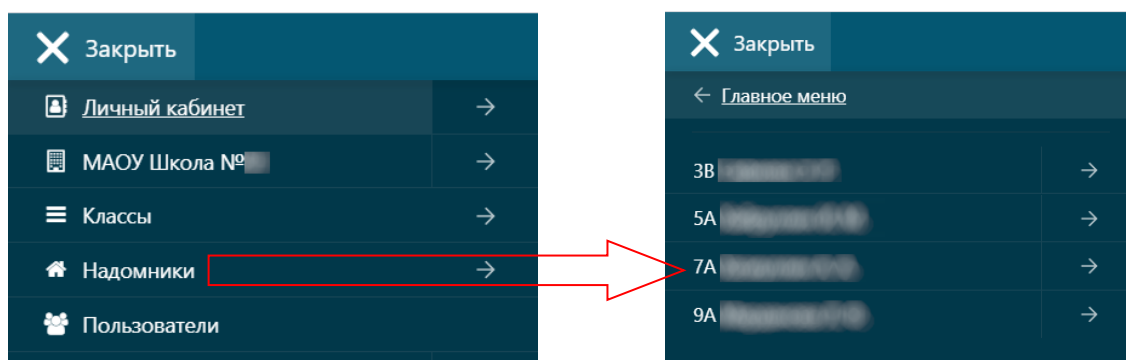 Закрыть
Личный кабинет
МАОУ Школа №
Классы
Надомники
Пользователи
Закрыть
Главное меню
3В
5А
7А
9А